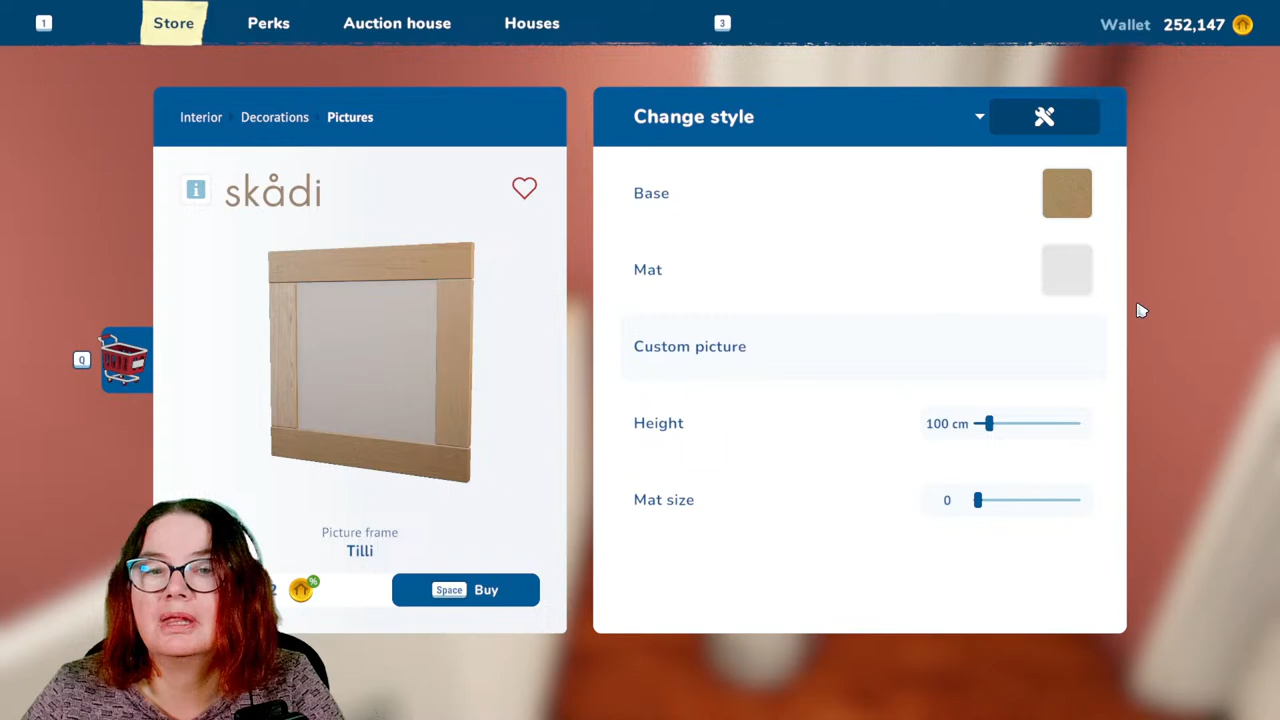 1
Store
Perks
Auction house
Houses
3
Wallet 252,147
Interior Decorations Pictures
i skådi
Change style
Base
Mat
Q
Custom picture
Height 100 cm
Mat size 0
Picture frame
Tilli
2 %
Space Buy